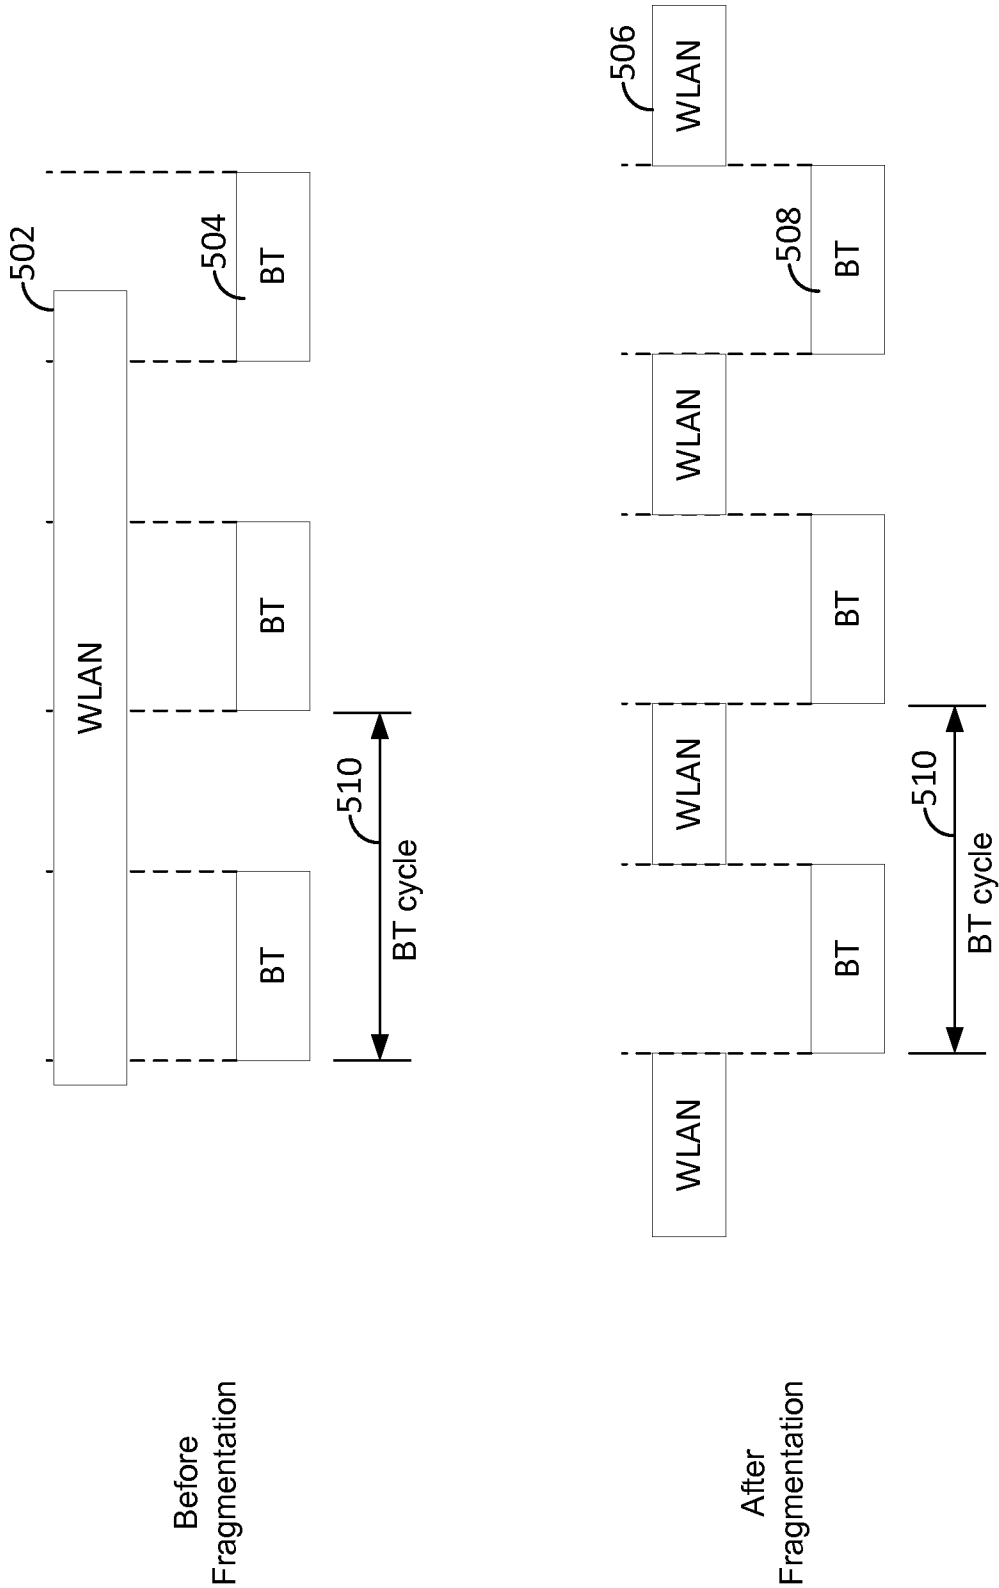 Before
Fragmentation
WLAN
502
BT
BT
504
BT
510
BT cycle
After
Fragmentation
WLAN
WLAN
WLAN
506
WLAN
BT
BT
508
BT
510
BT cycle